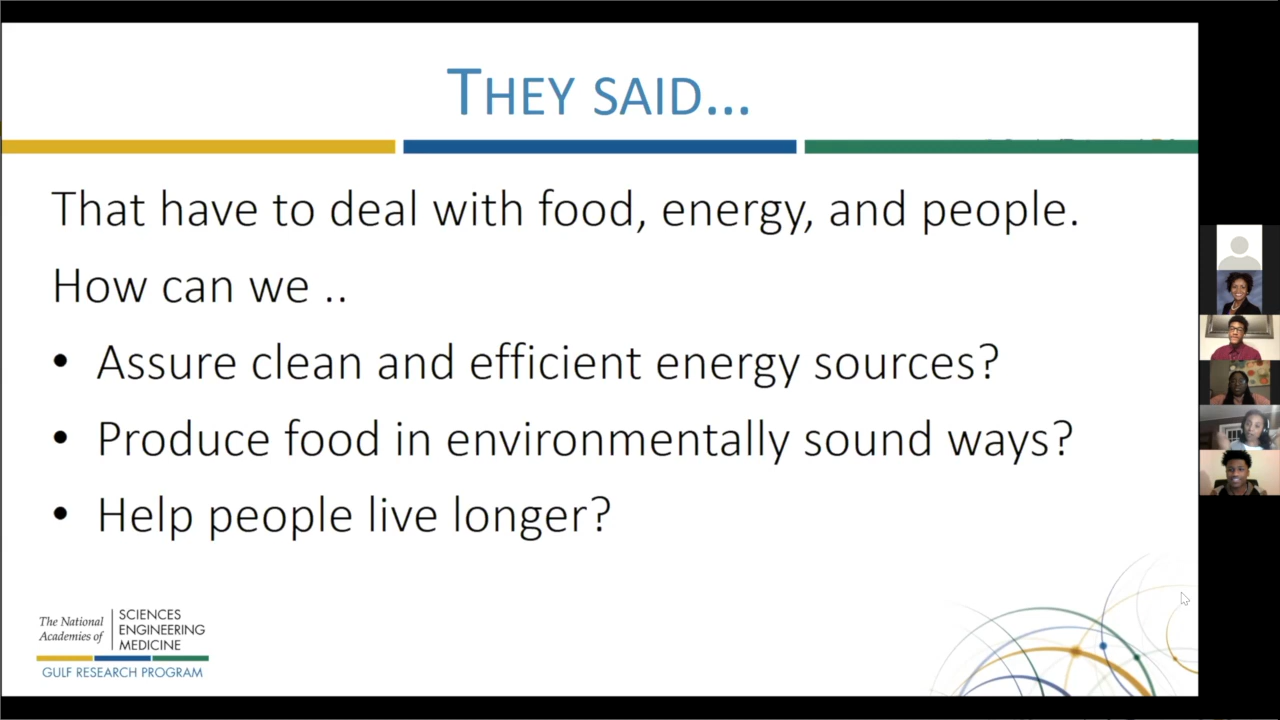 THEY SAID...
That have to deal with food, energy, and people.
How can we ..
• Assure clean and efficient energy sources?
• Produce food in environmentally sound ways?
• Help people live longer?
The National
Academies of
SCIENCES
ENGINEERING
MEDICINE
GULF RESEARCH PROGRAM